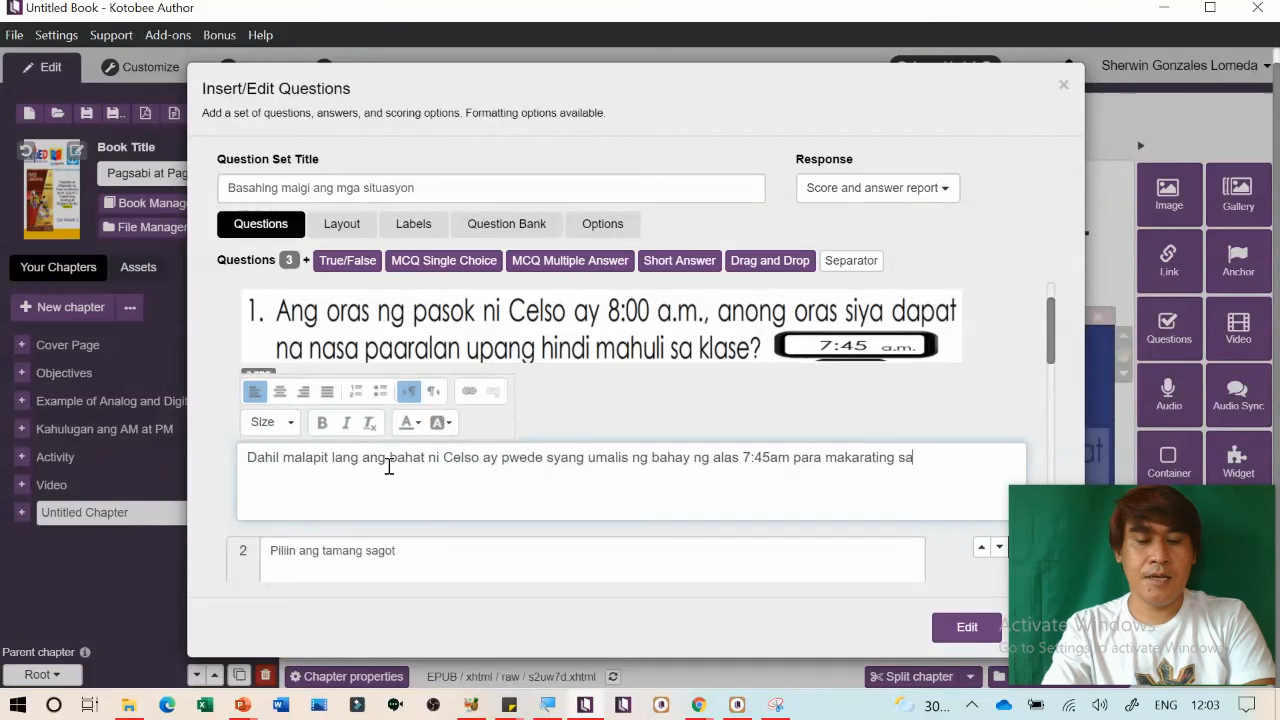 Untitled Book - Kotobee Author
File Settings Support Add-ons Bonus Help
Edit Customize
Sherwin Gonzales Lomeda
Book Title
Pagsabi at Pag
Book Manage
File Manager
Your Chapters Assets
+ New chapter ...
Cover Page
Objectives
Example of Analog and Digit
Kahulugan ng AM at PM
Activity
Video
Untitled Chapter
Parent chapter
Root
Insert/Edit Questions
Add a set of questions, answers, and scoring options. Formatting options available.
Question Set Title
Response
Basahing maigi ang mga situasyon
Score and answer report
Questions Layout Labels Question Bank Options
Questions 3 + True/False MCQ Single Choice MCQ Multiple Answer Short Answer Drag and Drop Separator
1. Ang oras ng pasok ni Celso ay 8:00 a.m., anong oras siya dapat
na nasa paaralan upang hindi mahuli sa klase? 7:45 a.m.
Size B I Tx A A
Dahil malapit lang ang bahat ni Celso ay pwede syang umalis ng bahay ng alas 7:45am para makarating sa
2 Piliin ang tamang sagot
Edit
Image Gallery
Link Anchor
Questions Video
Audio Audio Sync
Container Widget
Activate Windows
Go to Settings to activate Windows.
Chapter properties EPUB / xhtml / raw / s2uw7d.xhtml
Split chapter
30...
ENG
12:03